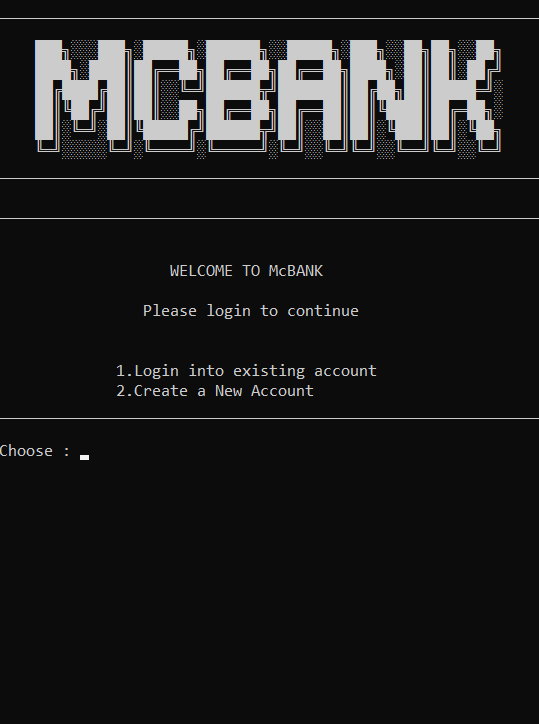 MCBANK
WELCOME TO McBANK
Please login to continue
1.Login into existing account
2.Create a New Account
Choose :